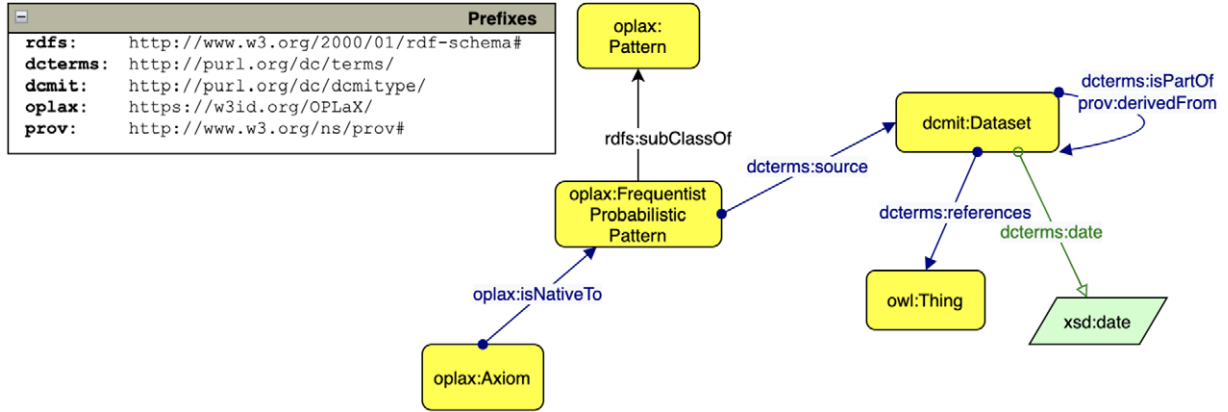 Prefixes
rdfs: http://www.w3.org/2000/01/rdf-schema#
dcterms: http://purl.org/dc/terms/
dcmit: http://purl.org/dc/dcmitype/
oplax: https://w3id.org/OPLaX/
prov: http://www.w3.org/ns/prov#
oplax:
Pattern
rdfs:subClassOf
oplax:Frequentist
Probabilistic
Pattern
oplax:isNativeTo
oplax:Axiom
dcterms:source
dcmit:Dataset
dcterms:isPartOf
prov:derivedFrom
dcterms:references
dcterms:date
owl:Thing
xsd:date